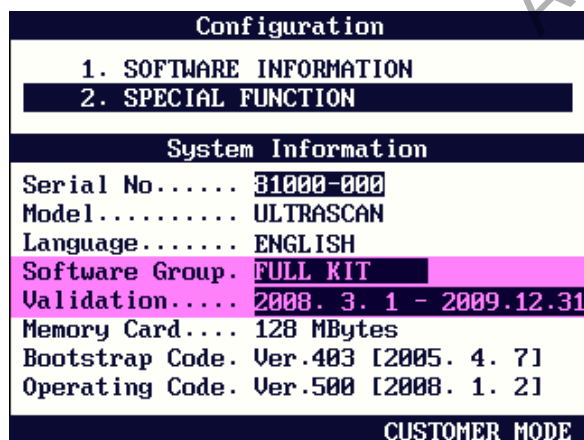 Configuration
1. SOFTWARE INFORMATION
2. SPECIAL FUNCTION
System Information
Serial No...... 81000-000
Model.......... ULTRASCAN
Language....... ENGLISH
Software Group. FULL KIT
Validation..... 2008. 3. 1 - 2009.12.31
Memory Card.... 128 MBytes
Bootstrap Code. Ver.403 [2005. 4. 7]
Operating Code. Ver.500 [2008. 1. 2]
CUSTOMER MODE